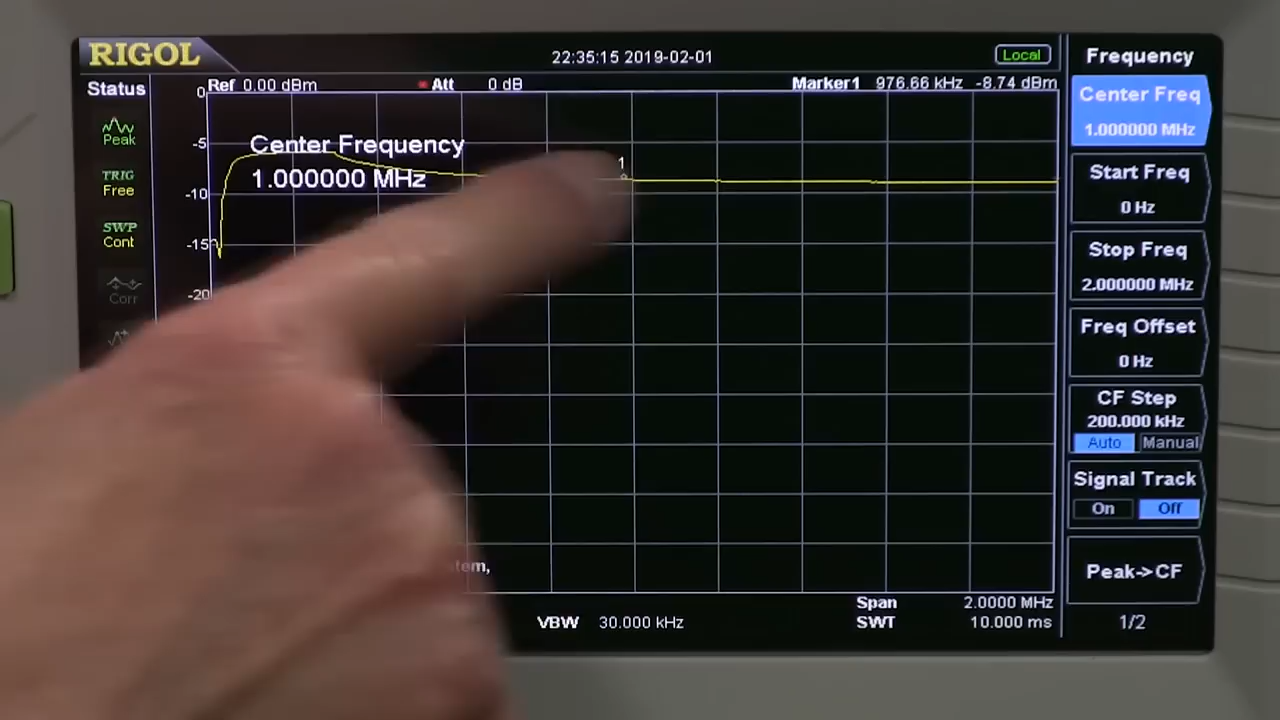 RIGOL
22:35:15 2019-02-01
Local
Status
Ref 0.00 dBm
Att 0 dB
Marker1 976.66 kHz -8.74 dBm
0
-5
-10
-15
-20
Center Frequency
1.000000 MHz
1
Peak
TRIG
Free
SWP
Cont
Corr
VBW 30.000 kHz
Span 2.0000 MHz
SWT 10.000 ms
Frequency
Center Freq
1.000000 MHz
Start Freq
0 Hz
Stop Freq
2.000000 MHz
Freq Offset
0 Hz
CF Step
200.000 kHz
Auto Manual
Signal Track
On Off
Peak->CF
1/2